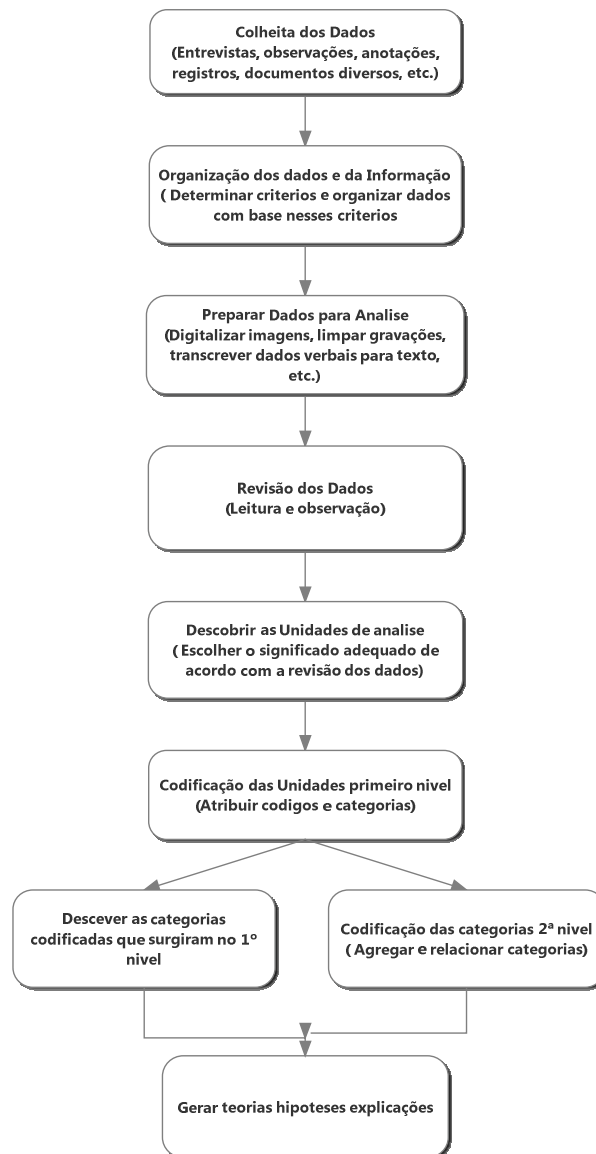 Colheita dos Dados
(Entrevistas, observações, anotações,
registros, documentos diversos, etc.)
Organização dos dados e da Informação
( Determinar criterios e organizar dados
com base nesses criterios
Preparar Dados para Analise
(Digitalizar imagens, limpar gravações,
transcrever dados verbais para texto,
etc.)
Revisão dos Dados
(Leitura e observação)
Descobrir as Unidades de analise
( Escolher o significado adequado de
acordo com a revisão dos dados)
Codificação das Unidades primeiro nivel
(Atribuir codigos e categorias)
Descever as categorias
codificadas que surgiram no 1º
nivel
Codificação das categorias 2ª nivel
( Agregar e relacionar categorias)
Gerar teorias hipoteses explicações